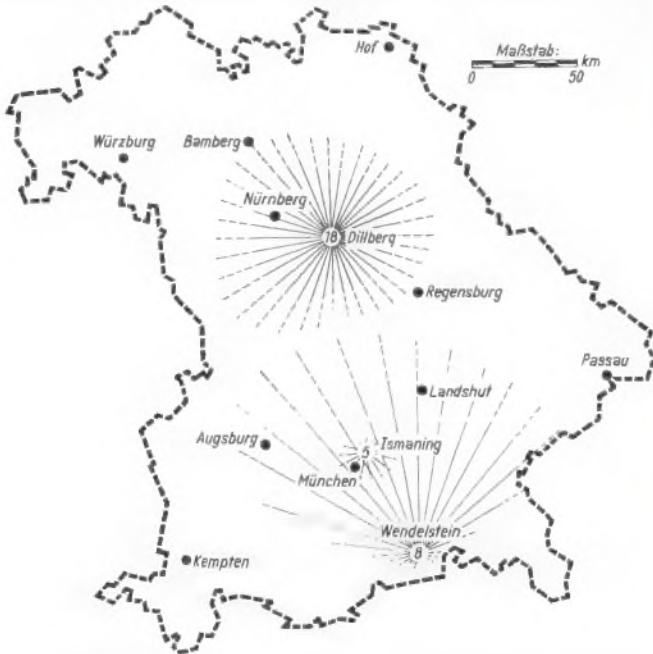 Hof
Maßstab:
km
0 50
Würzburg
Bamberg
Nürnberg
18 Dillberg
Regensburg
Passau
Landshut
Augsburg
Ismaning
5
München
Wendelstein
8
Kempten